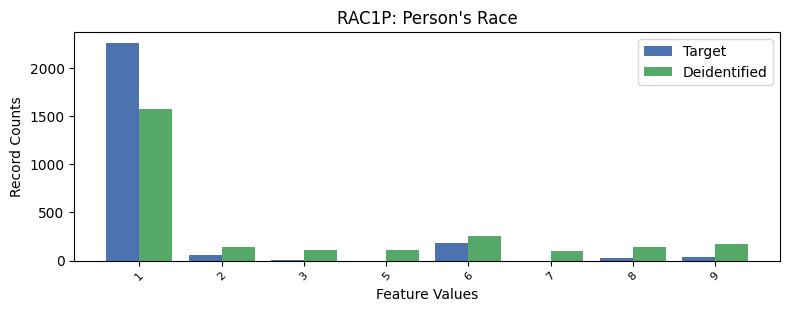 RAC1P: Person's Race
Target
Deidentified
2000
1500
1000
500
0
Record Counts
1 2 3 5 6 7 8 9
Feature Values